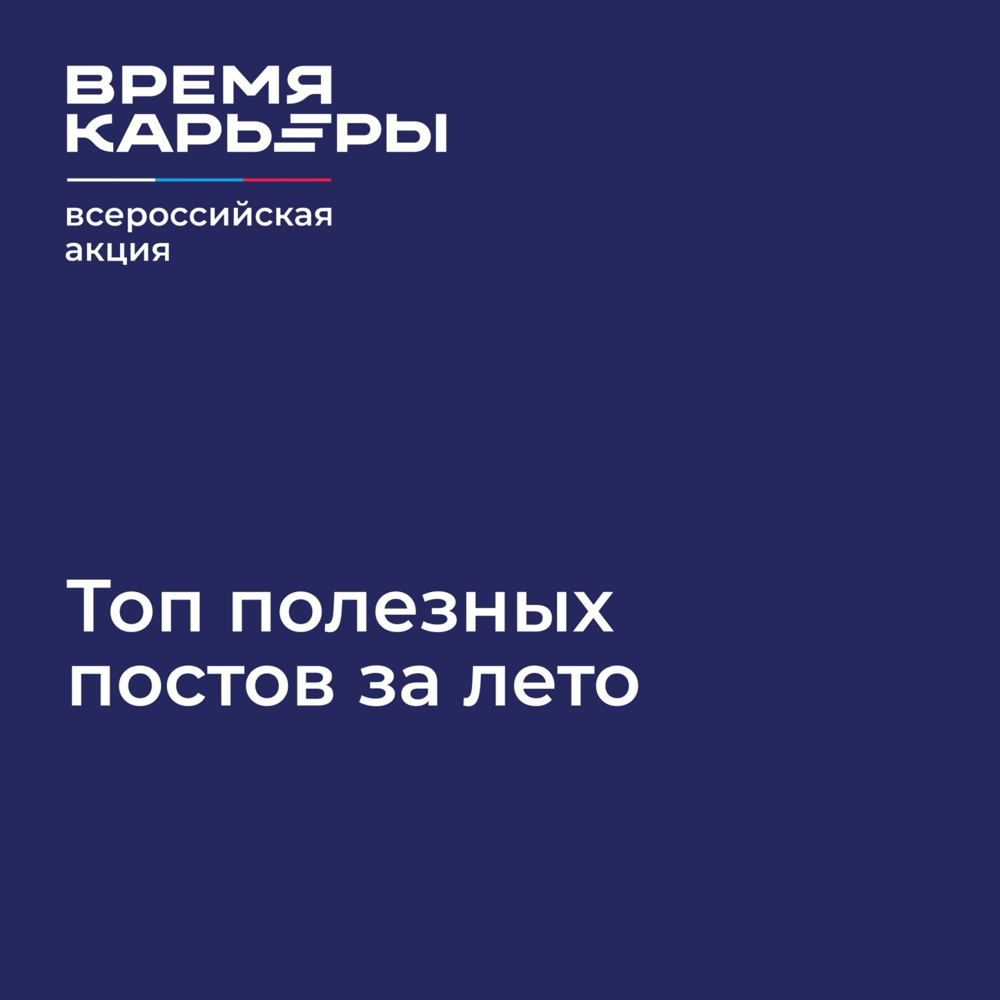 ВРЕМЯ
КАРЬЕРЫ
всероссийская
акция
Топ полезных
постов за лето